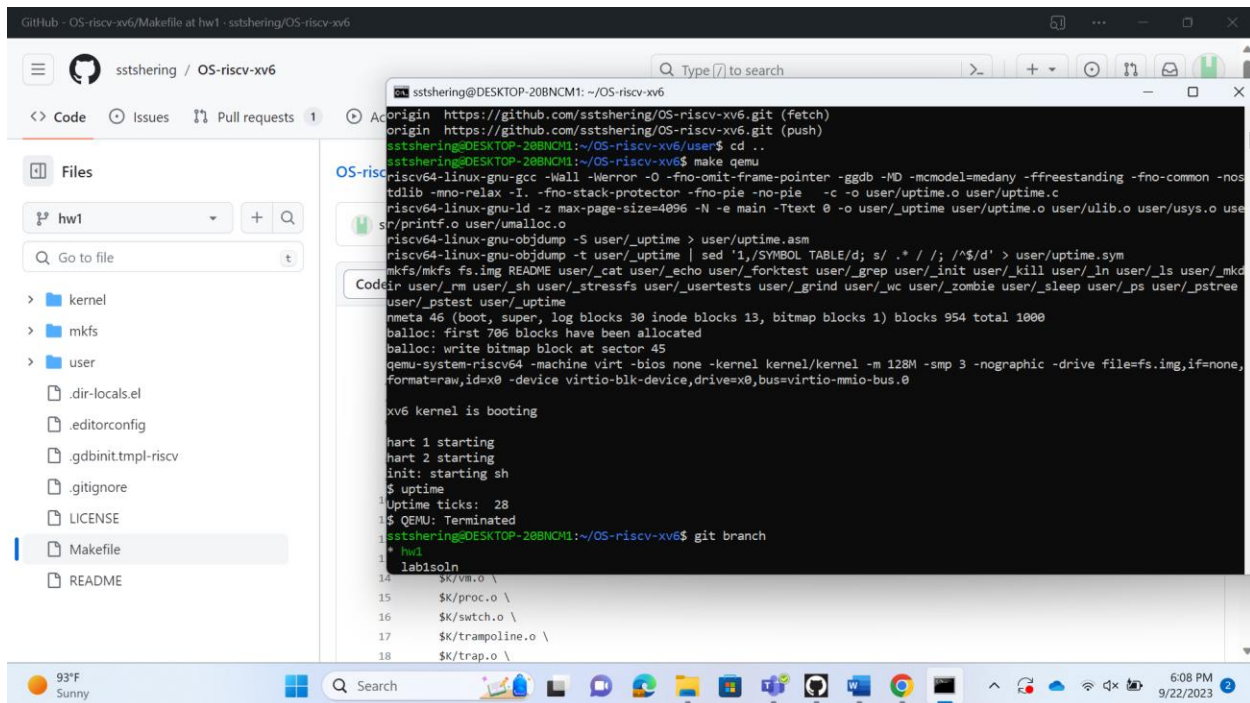 GitHub - OS-riscv-xv6/Makefile at hw1 · sstshering/OS-riscv-xv6
sstshering / OS-riscv-xv6
Type / to search
<> Code
Issues
Pull requests 1
Files
hw1
Go to file
t
kernel
mkfs
user
.dir-locals.el
.editorconfig
.gdbinit.tmpl-riscv
.gitignore
LICENSE
Makefile
README
OS-risc
Code
sstshering@DESKTOP-20BNCM1: ~/OS-riscv-xv6
origin  https://github.com/sstshering/OS-riscv-xv6.git (fetch)
origin  https://github.com/sstshering/OS-riscv-xv6.git (push)
sstshering@DESKTOP-20BNCM1:~/OS-riscv-xv6/user$ cd ..
sstshering@DESKTOP-20BNCM1:~/OS-riscv-xv6$ make qemu
riscv64-linux-gnu-gcc -Wall -Werror -O -fno-omit-frame-pointer -ggdb -MD -mcmodel=medany -ffreestanding -fno-common -nos
tdlib -mno-relax -I. -fno-stack-protector -fno-pie -no-pie   -c -o user/uptime.o user/uptime.c
riscv64-linux-gnu-ld -z max-page-size=4096 -N -e main -Ttext 0 -o user/_uptime user/uptime.o user/ulib.o user/usys.o use
r/printf.o user/umalloc.o
riscv64-linux-gnu-objdump -S user/_uptime > user/uptime.asm
riscv64-linux-gnu-objdump -t user/_uptime | sed '1,/SYMBOL TABLE/d; s/ .* / /; /^$/d' > user/uptime.sym
mkfs/mkfs fs.img README user/_cat user/_echo user/_forktest user/_grep user/_init user/_kill user/_ln user/_ls user/_mkd
ir user/_rm user/_sh user/_stressfs user/_usertests user/_grind user/_wc user/_zombie user/_sleep user/_ps user/_pstree
user/_pstest user/_uptime
nmeta 46 (boot, super, log blocks 30 inode blocks 13, bitmap blocks 1) blocks 954 total 1000
balloc: first 706 blocks have been allocated
balloc: write bitmap block at sector 45
qemu-system-riscv64 -machine virt -bios none -kernel kernel/kernel -m 128M -smp 3 -nographic -drive file=fs.img,if=none,
format=raw,id=x0 -device virtio-blk-device,drive=x0,bus=virtio-mmio-bus.0
xv6 kernel is booting
hart 1 starting
hart 2 starting
init: starting sh
$ uptime
Uptime ticks:  28
$ QEMU: Terminated
sstshering@DESKTOP-20BNCM1:~/OS-riscv-xv6$ git branch
* hw1
  lab1soln
14 $K/vm.o \
15 $K/proc.o \
16 $K/swtch.o \
17 $K/trampoline.o \
18 $K/trap.o \
93°F
Sunny
Search
6:08 PM
9/22/2023
2